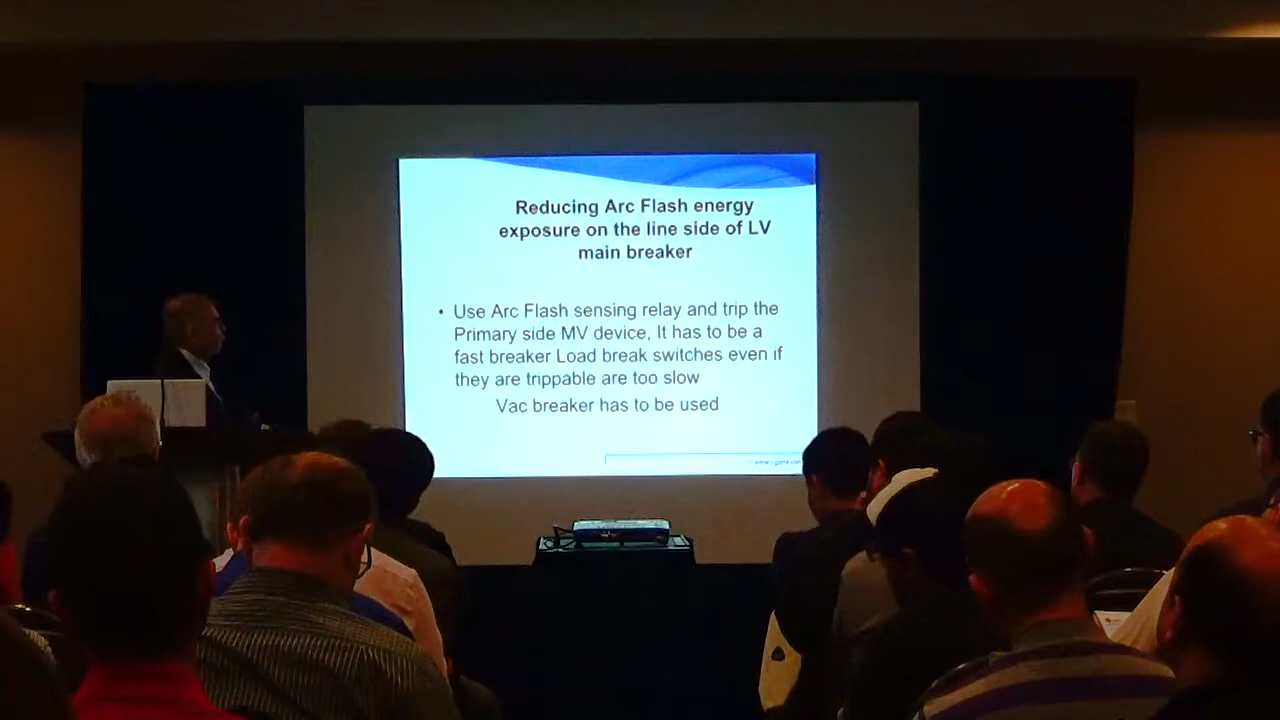 Reducing Arc Flash energy
exposure on the line side of LV
main breaker
• Use Arc Flash sensing relay and trip the
Primary side MV device, It has to be a
fast breaker Load break switches even if
they are trippable are too slow
Vac breaker has to be used